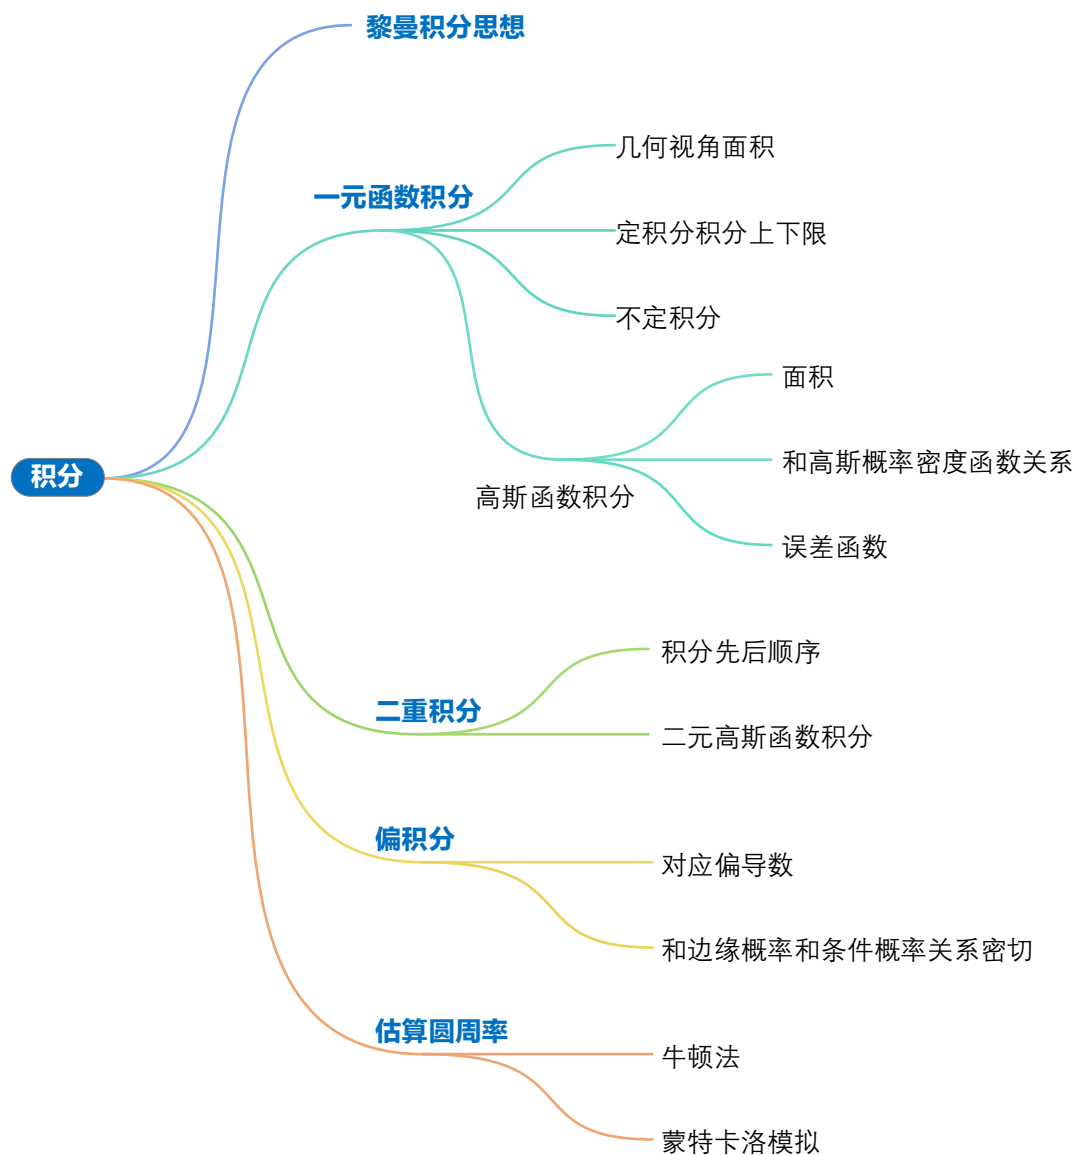 积分
黎曼积分思想
一元函数积分
几何视角面积
定积分积分上下限
不定积分
高斯函数积分
面积
和高斯概率密度函数关系
误差函数
二重积分
积分先后顺序
二元高斯函数积分
偏积分
对应偏导数
和边缘概率和条件概率关系密切
估算圆周率
牛顿法
蒙特卡洛模拟